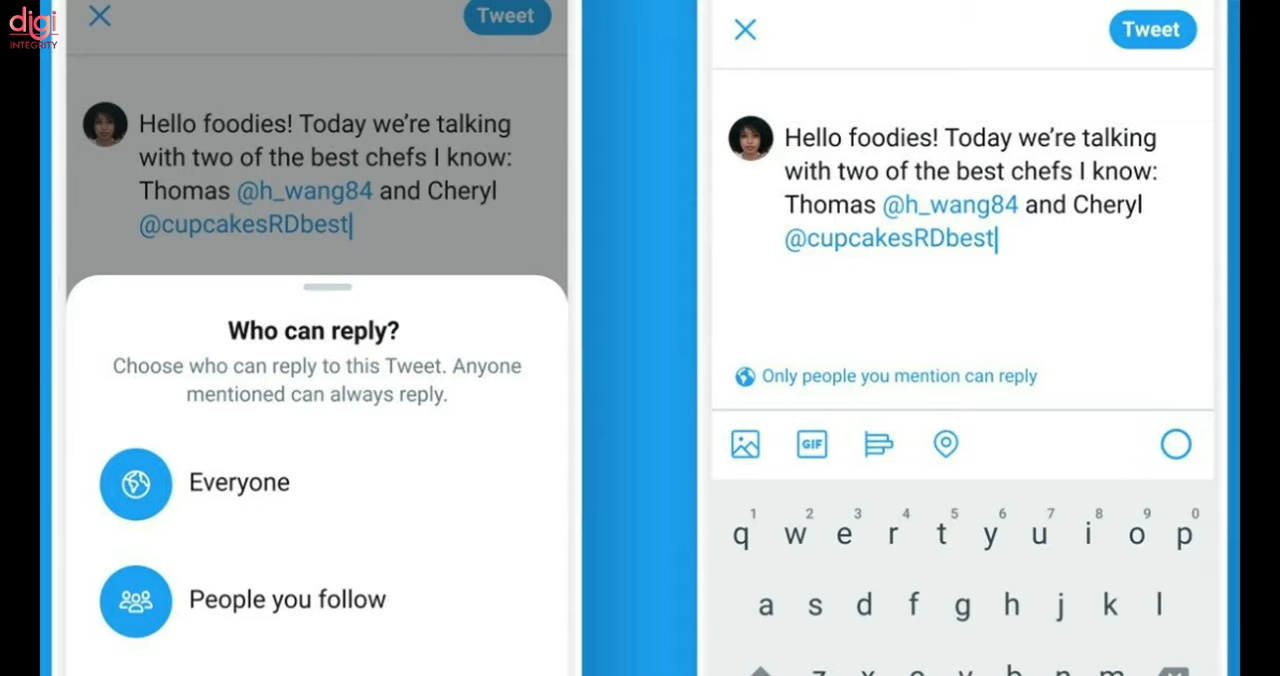 digi
INTEGRITY
Tweet
Hello foodies! Today we’re talking
with two of the best chefs I know:
Thomas @h_wang84 and Cheryl
@cupcakesRDbest
Who can reply?
Choose who can reply to this Tweet. Anyone
mentioned can always reply.
Everyone
People you follow
Tweet
Hello foodies! Today we’re talking
with two of the best chefs I know:
Thomas @h_wang84 and Cheryl
@cupcakesRDbest
Only people you mention can reply
GIF
1 2 3 4 5 6 7 8 9 0
q w e r t y u i o p
a s d f g h j k l
z x c v b n m